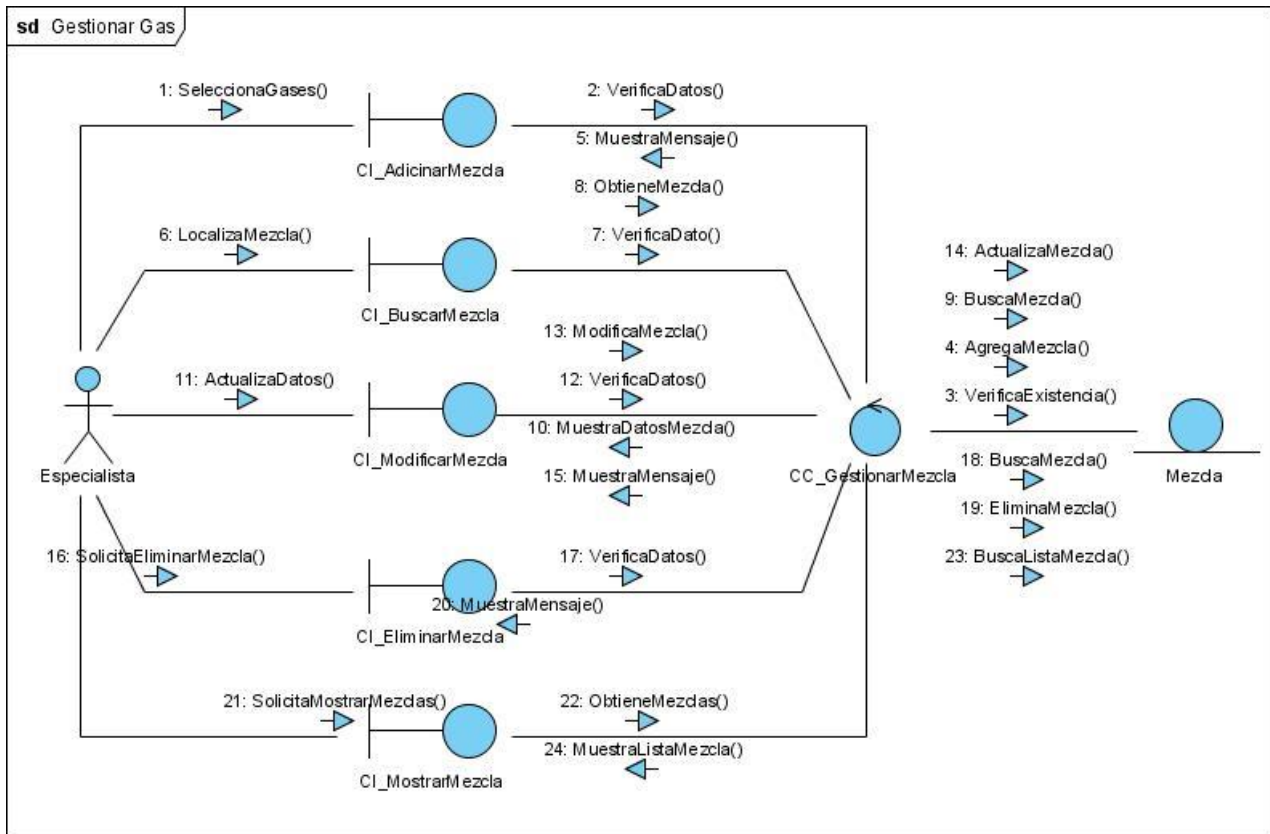 sd Gestionar Gas
1: SeleccionaGases()
2: VerificaDatos()
5: MuestraMensaje()
CI_AdicinarMezcla
8: ObtieneMezcla()
6: LocalizaMezcla()
7: VerificaDato()
CI_BuscarMezcla
14: ActualizaMezcla()
9: BuscaMezcla()
13: ModificaMezcla()
4: AgregaMezcla()
11: ActualizaDatos()
12: VerificaDatos()
3: VerificaExistencia()
10: MuestraDatosMezcla()
CI_ModificarMezcla
15: MuestraMensaje()
Especialista
CC_GestionarMezcla
Mezcla
18: BuscaMezcla()
19: EliminaMezcla()
16: SolicitaEliminarMezcla()
17: VerificaDatos()
23: BuscaListaMezcla()
20: MuestraMensaje()
CI_EliminarMezcla
21: SolicitaMostrarMezclas()
22: ObtieneMezclas()
24: MuestraListaMezcla()
CI_MostrarMezcla